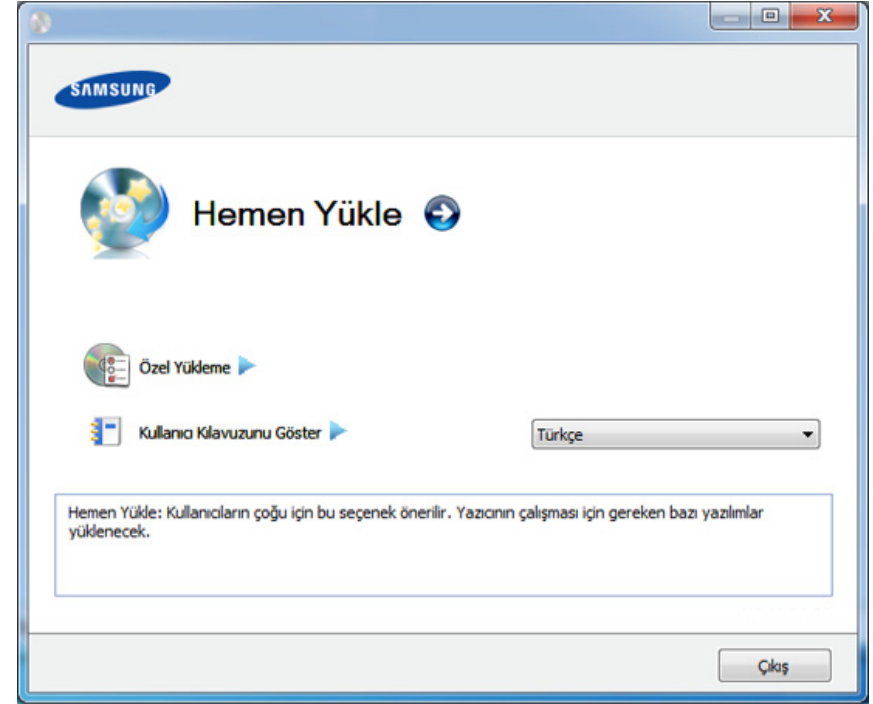 SAMSUNG
Hemen Yükle
Özel Yükleme
Kullanıcı Kılavuzunu Göster
Türkçe
Hemen Yükle: Kullanıcıların çoğu için bu seçenek önerilir. Yazıcının çalışması için gereken bazı yazılımlar
yüklenecek.
Çıkış